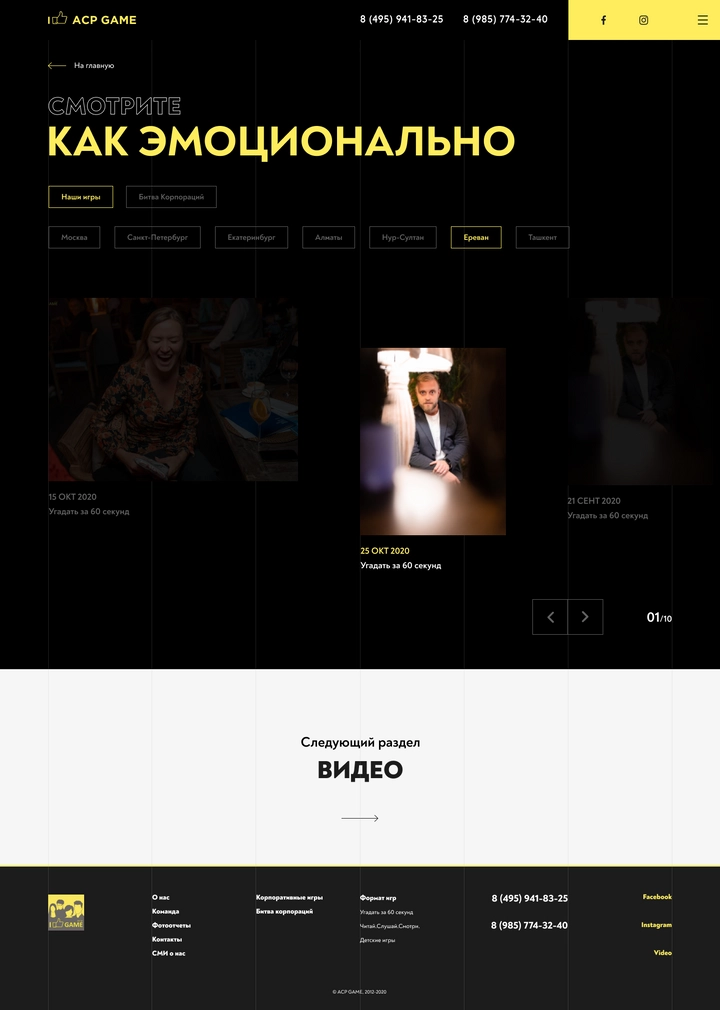 I ACP GAME
8 (495) 941-83-25
8 (985) 774-32-40
На главную
СМОТРИТЕ
КАК ЭМОЦИОНАЛЬНО
Наши игры
Битва Корпораций
Москва
Санкт-Петербург
Екатеринбург
Алматы
Нур-Султан
Ереван
Ташкент
15 ОКТ 2020
Угадать за 60 секунд
25 ОКТ 2020
Угадать за 60 секунд
21 СЕНТ 2020
Угадать за 60 секунд
01/10
Следующий раздел
ВИДЕО
I GAME
О нас
Команда
Фотоотчеты
Контакты
СМИ о нас
Корпоративные игры
Битва корпораций
Формат игр
Угадать за 60 секунд
Читай.Слушай.Смотри.
Детские игры
8 (495) 941-83-25
8 (985) 774-32-40
Facebook
Instagram
Video
© ACP GAME, 2012-2020